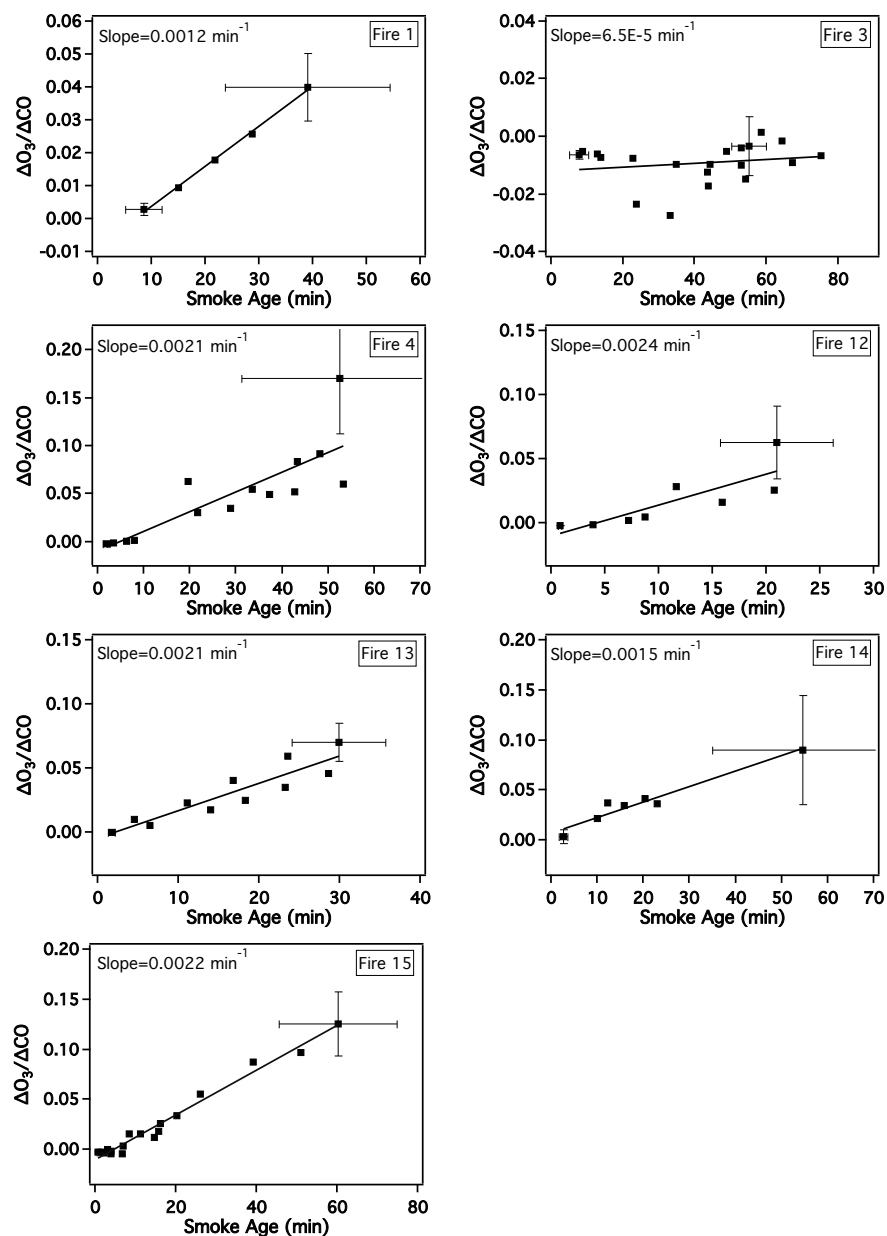 0.06
0.05
0.04
0.03
0.02
0.01
0.00
-0.01
ΔO₃/ΔCO
Slope=0.0012 min⁻¹
Fire 1
0 10 20 30 40 50 60
Smoke Age (min)
0.04
0.02
0.00
-0.02
-0.04
ΔO₃/ΔCO
Slope=6.5E-5 min⁻¹
Fire 3
20 40 60 80
Smoke Age (min)
0.20
0.15
0.10
0.05
0.00
ΔO₃/ΔCO
Slope=0.0021 min⁻¹
Fire 4
0 10 20 30 40 50 60 70
Smoke Age (min)
0.15
0.10
0.05
0.00
ΔO₃/ΔCO
Slope=0.0024 min⁻¹
Fire 12
0 5 10 15 20 25 30
Smoke Age (min)
0.15
0.10
0.05
0.00
ΔO₃/ΔCO
Slope=0.0021 min⁻¹
Fire 13
0 10 20 30 40
Smoke Age (min)
0.20
0.15
0.10
0.05
0.00
ΔO₃/ΔCO
Slope=0.0015 min⁻¹
Fire 14
0 10 20 30 40 50 60 70
Smoke Age (min)
0.20
0.15
0.10
0.05
0.00
ΔO₃/ΔCO
Slope=0.0022 min⁻¹
Fire 15
0 20 40 60 80
Smoke Age (min)